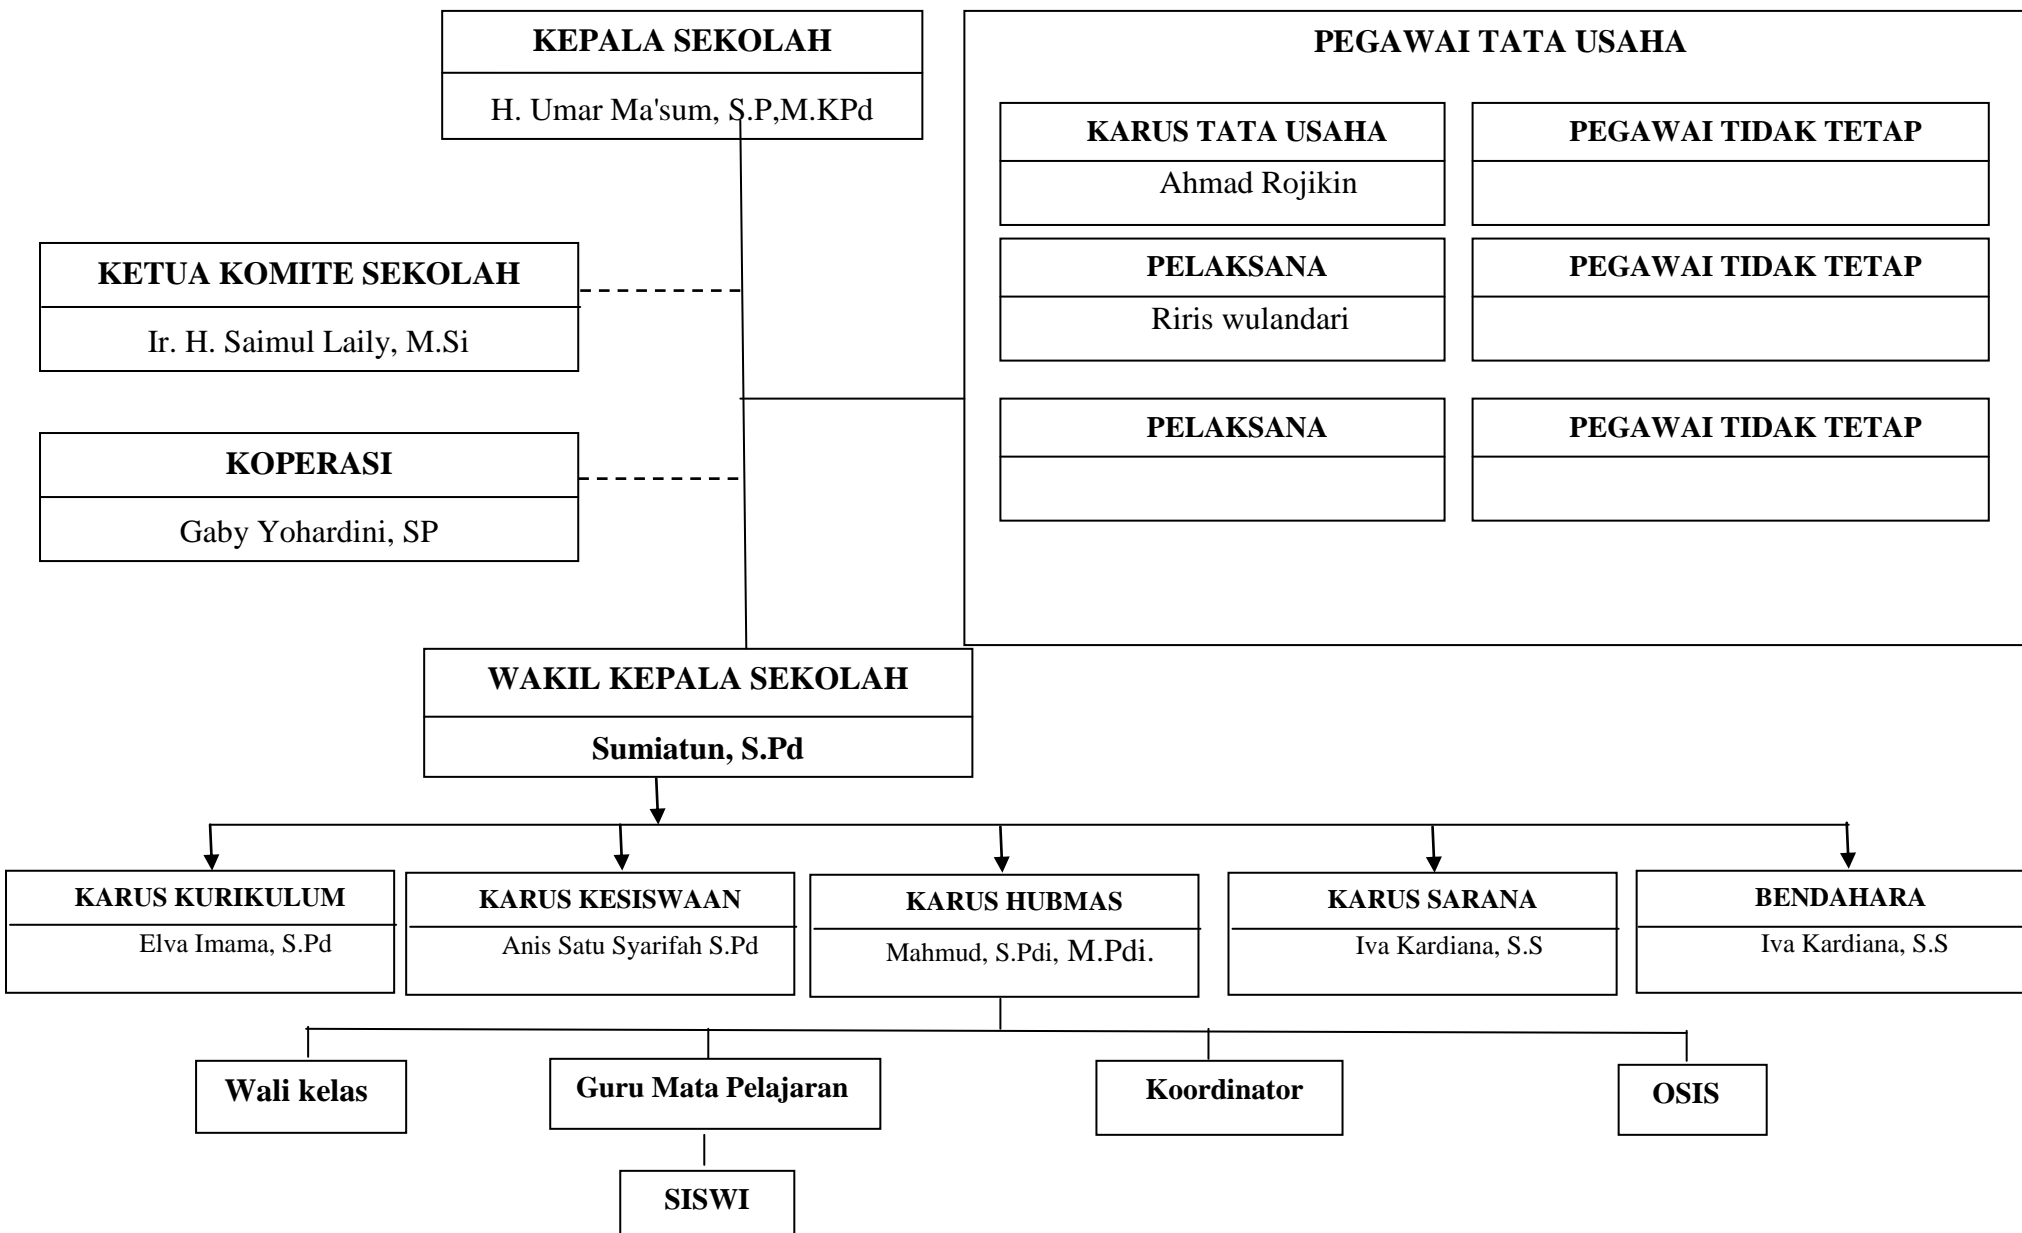 KEPALA SEKOLAH
H. Umar Ma'sum, S.P,M.KPd
PEGAWAI TATA USAHA
KARUS TATA USAHA
Ahmad Rojikin
PEGAWAI TIDAK TETAP
PELAKSANA
Riris wulandari
PEGAWAI TIDAK TETAP
PELAKSANA
PEGAWAI TIDAK TETAP
KETUA KOMITE SEKOLAH
Ir. H. Saimul Laily, M.Si
KOPERASI
Gaby Yohardini, SP
WAKIL KEPALA SEKOLAH
Sumiatun, S.Pd
KARUS KURIKULUM
Elva Imama, S.Pd
KARUS KESISWAAN
Anis Satu Syarifah S.Pd
KARUS HUBMAS
Mahmud, S.Pdi, M.Pdi.
KARUS SARANA
Iva Kardiana, S.S
BENDAHARA
Iva Kardiana, S.S
Wali kelas
Guru Mata Pelajaran
Koordinator
OSIS
SISWI